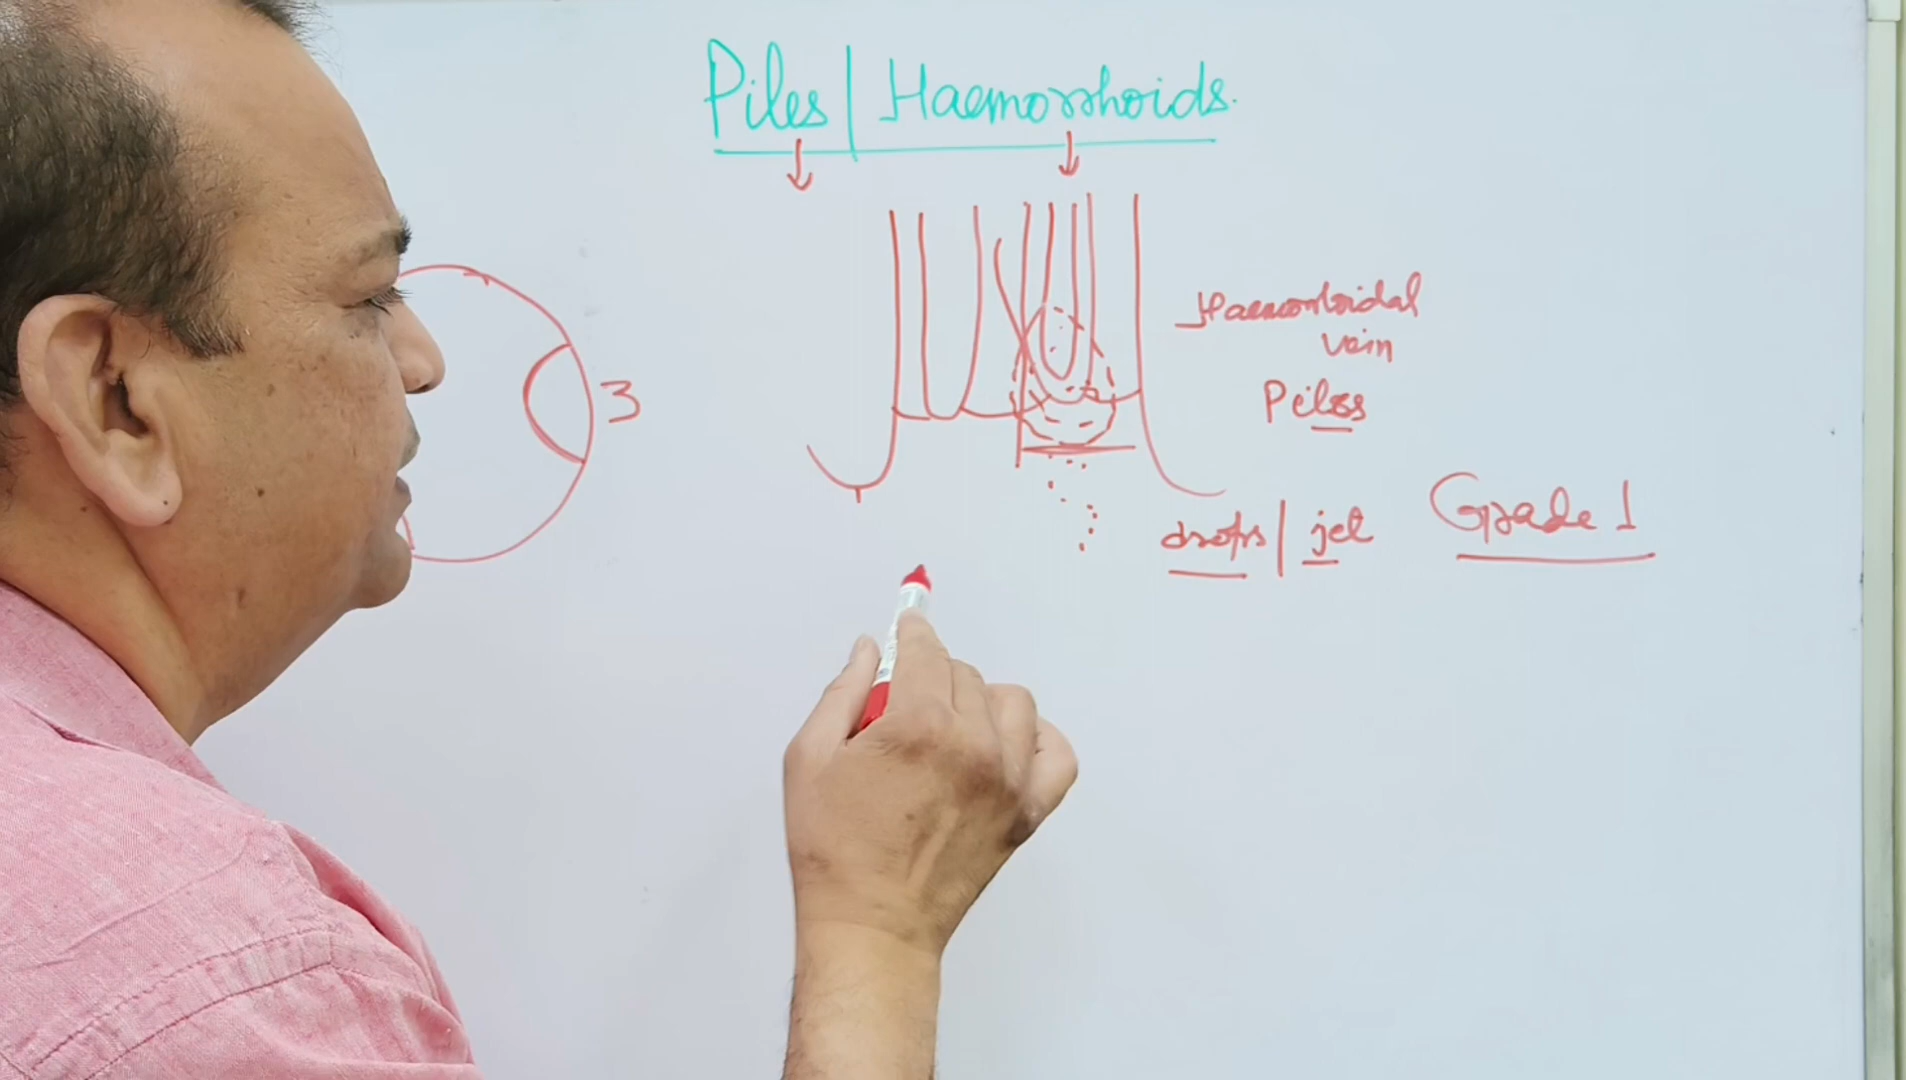 Piles | Haemorrhoids.
3
Haemorrhoidal
vein
Piles
drops | jet
Grade 1